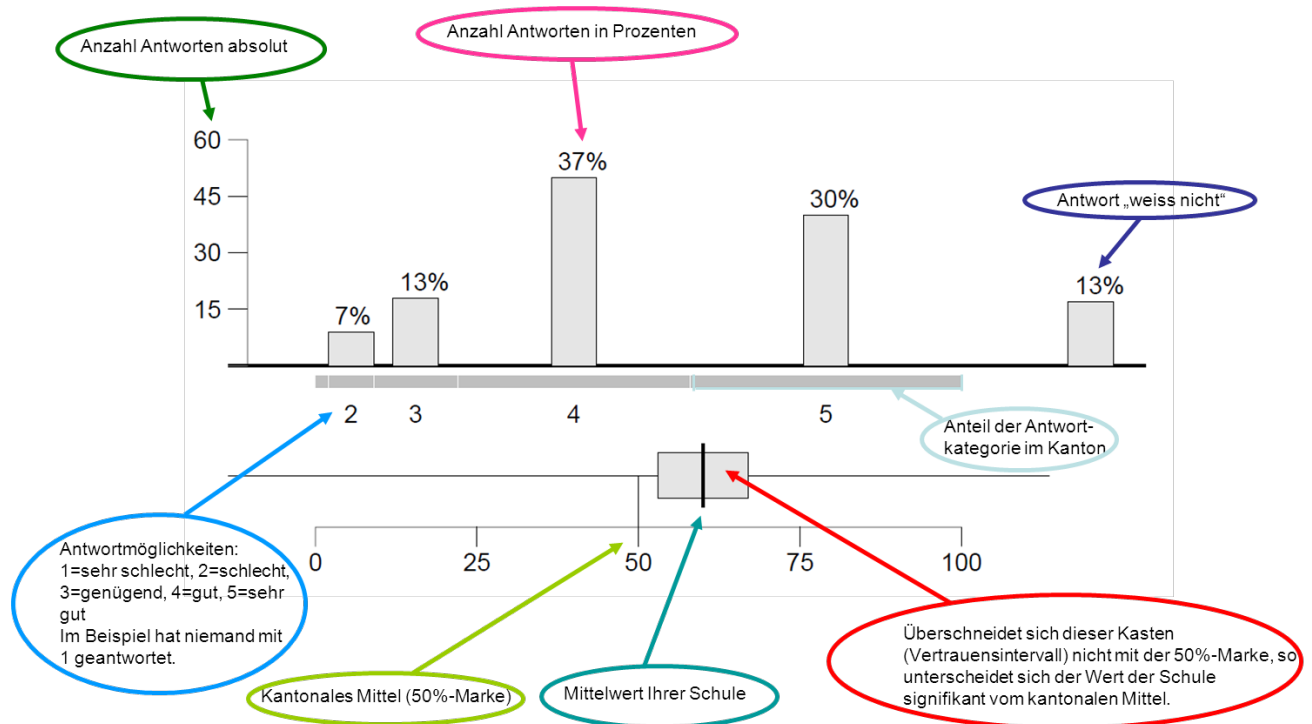 Anzahl Antworten absolut
Anzahl Antworten in Prozenten
60
45
30
15
7%
13%
37%
30%
13%
Antwort „weiss nicht“
2
3
4
5
Anteil der Antwort-
kategorie im Kanton
0
25
50
75
100
Antwortmöglichkeiten:
1=sehr schlecht, 2=schlecht,
3=genügend, 4=gut, 5=sehr
gut
Im Beispiel hat niemand mit
1 geantwortet.
Kantonales Mittel (50%-Marke)
Mittelwert Ihrer Schule
Überschneidet sich dieser Kasten
(Vertrauensintervall) nicht mit der 50%-Marke, so
unterscheidet sich der Wert der Schule
signifikant vom kantonalen Mittel.